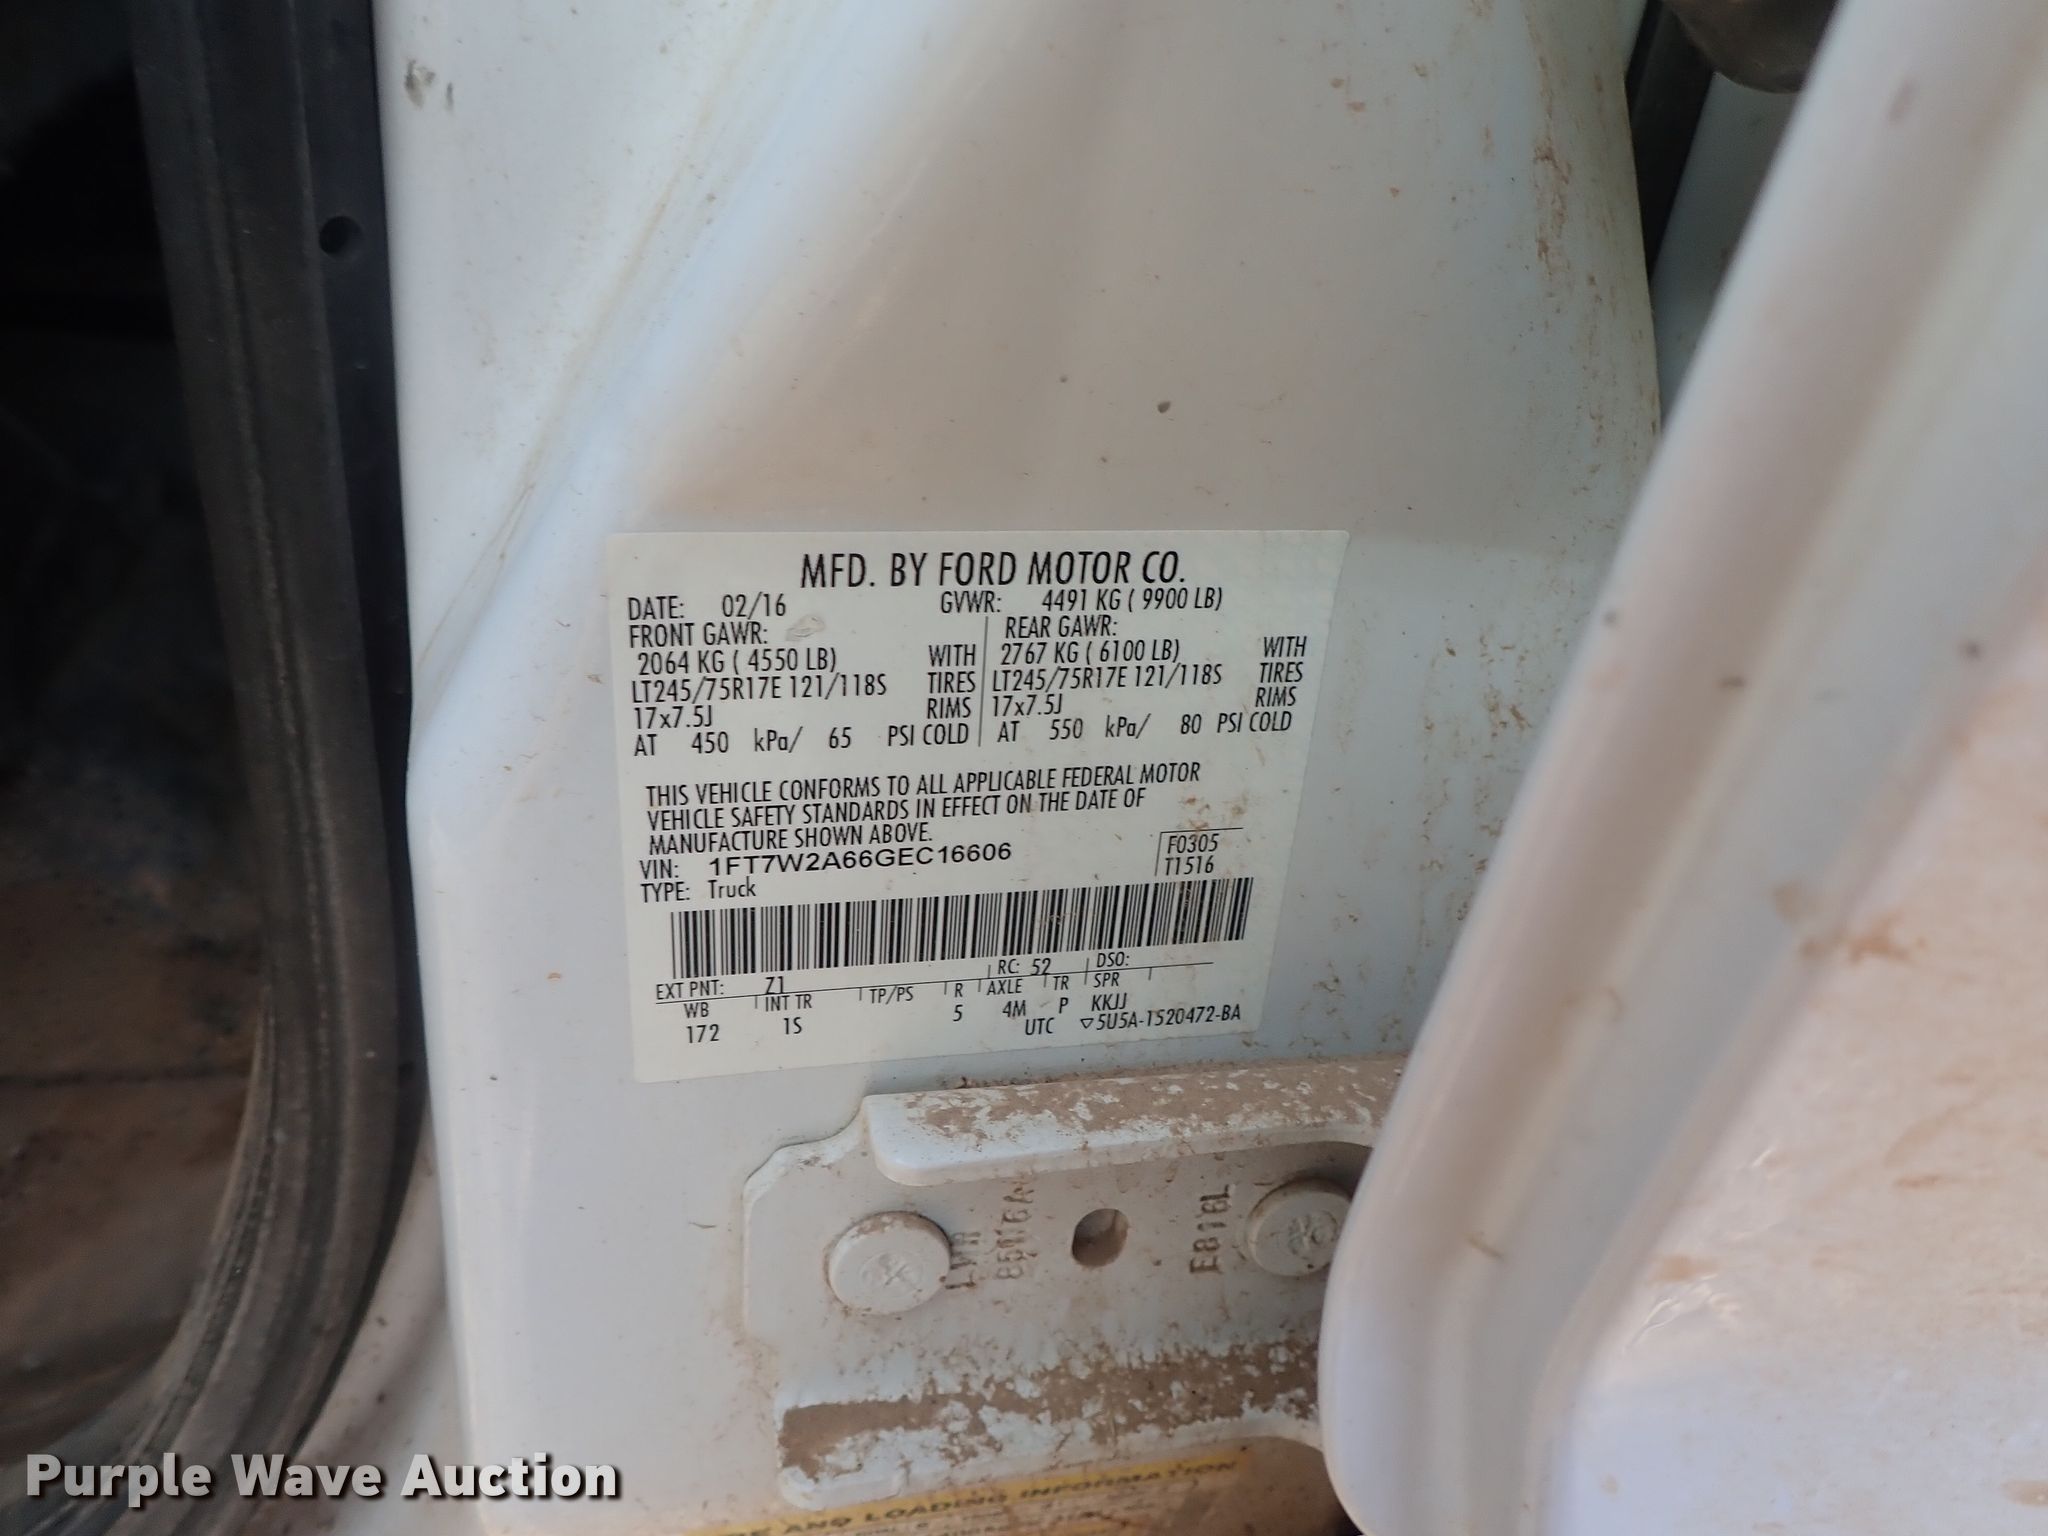 MFD. BY FORD MOTOR CO.
DATE: 02/16 GVWR: 4491 KG ( 9900 LB)
FRONT GAWR: REAR GAWR:
2064 KG ( 4550 LB) WITH 2767 KG ( 6100 LB) WITH
LT245/75R17E 121/118S TIRES LT245/75R17E 121/118S TIRES
17x7.5J RIMS 17x7.5J RIMS
AT 450 kPa/ 65 PSI COLD AT 550 kPa/ 80 PSI COLD
THIS VEHICLE CONFORMS TO ALL APPLICABLE FEDERAL MOTOR
VEHICLE SAFETY STANDARDS IN EFFECT ON THE DATE OF
MANUFACTURE SHOWN ABOVE.
VIN: 1FT7W2A66GEC16606 F0305
TYPE: Truck T1516
EXT PNT: Z1 RC: 52 DSO:
WB INT TR TP/PS R AXLE TR SPR
172 1S 5 4M P KKJJ
UTC ▽5U5A-1520472-BA
E816L
AND LOADING INFORMATION
Purple Wave Auction